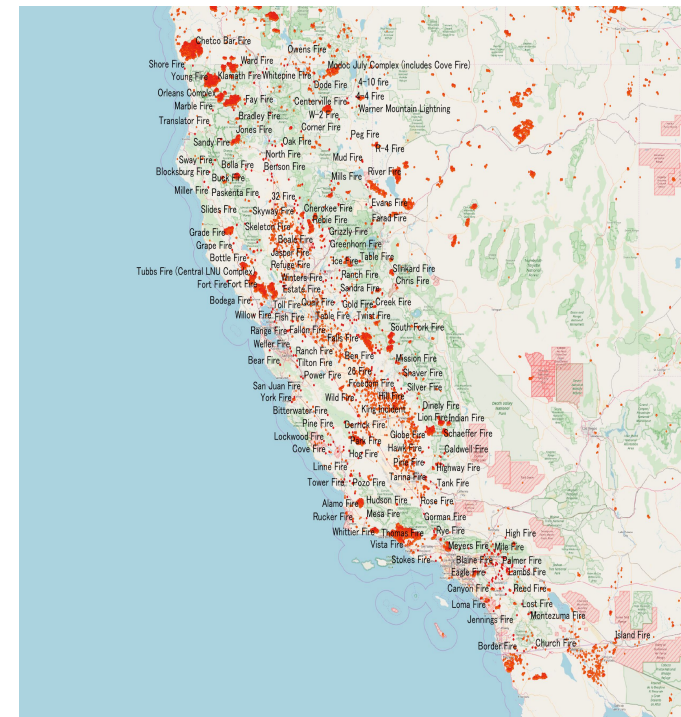 Chetco Bar Fire
Owens Fire
Shore Fire
Ward Fire
Modoc July Complex (includes Cove Fire)
Young Fire
Klamath Fire
Whitepine Fire
Dode Fire
4-10 fire
Orleans Complex
Fay Fire
Centerville Fire
4-4 Fire
Marble Fire
Bradley Fire
W-2 Fire
Warner Mountain Lightning
Translator Fire
Jones Fire
Corner Fire
Peg Fire
Sandy Fire
Oak Fire
R-4 Fire
Sway Fire
Bella Fire
North Fire
Mud Fire
Blocksburg Fire
Buck Fire
Benson Fire
Mills Fire
River Fire
Miller Fire
Paskenta Fire
32 Fire
Evans Fire
Slides Fire
Skyway Fire
Cherokee Fire
Farad Fire
Grade Fire
Skeleton Fire
Grizzly Fire
Grape Fire
Beale Fire
Greenhorn Fire
Bottle Fire
Jasper Fire
Ice Fire
Table Fire
Tubbs Fire (Central LNU Complex)
Refuge Fire
Ranch Fire
Slinkard Fire
Fort Fire
Fort Fire
Winters Fire
Sandra Fire
Chris Fire
Estate Fire
Bodega Fire
Toll Fire
Quail Fire
Gold Fire
Creek Fire
Willow Fire
Fish Fire
Table Fire
Twist Fire
Range Fire
Fallon Fire
Falls Fire
South Fork Fire
Welfer Fire
Ranch Fire
Ben Fire
Bear Fire
Tilton Fire
Mission Fire
Power Fire
26 Fire
Shaver Fire
San Juan Fire
Freedom Fire
Silver Fire
York Fire
Wild Fire
Hill Fire
Bitterwater Fire
King Incident
Dinely Fire
Pine Fire
Derrick Fire
Lion Fire
Indian Fire
Lockwood Fire
Park Fire
Globe Fire
Schaeffer Fire
Cove Fire
Hog Fire
Hawk Fire
Caldwell Fire
Linne Fire
Pine Fire
Highway Fire
Tower Fire
Pozo Fire
Tarina Fire
Tank Fire
Alamo Fire
Hudson Fire
Rose Fire
Rucker Fire
Mesa Fire
Gorman Fire
Whittier Fire
Thomas Fire
Rye Fire
High Fire
Vista Fire
Meyers Fire
Mile Fire
Stokes Fire
Blaine Fire
Palmer Fire
Eagle Fire
Lambs Fire
Canyon Fire
Reed Fire
Loma Fire
Lost Fire
Jennings Fire
Montezuma Fire
Border Fire
Church Fire
Island Fire